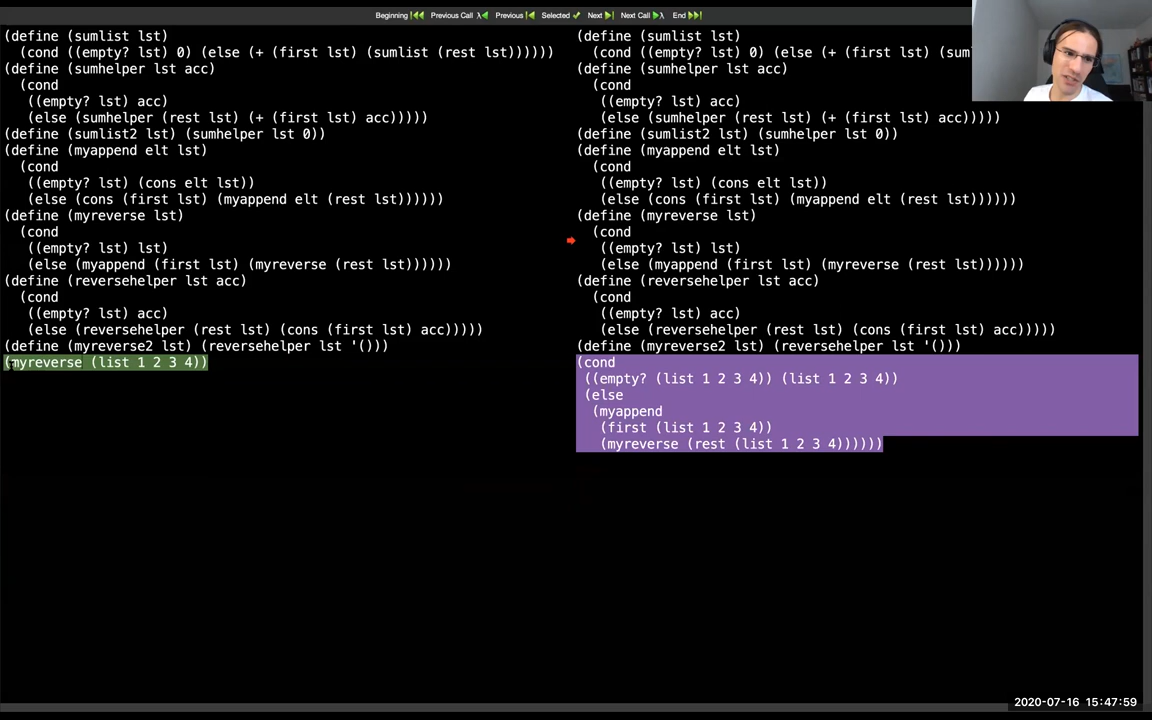 Beginning Previous Call Previous Selected Next Next Call End
(define (sumlist lst)
  (cond ((empty? lst) 0) (else (+ (first lst) (sumlist (rest lst))))))
(define (sumhelper lst acc)
  (cond
   ((empty? lst) acc)
   (else (sumhelper (rest lst) (+ (first lst) acc)))))
(define (sumlist2 lst) (sumhelper lst 0))
(define (myappend elt lst)
  (cond
   ((empty? lst) (cons elt lst))
   (else (cons (first lst) (myappend elt (rest lst))))))
(define (myreverse lst)
  (cond
   ((empty? lst) lst)
   (else (myappend (first lst) (myreverse (rest lst))))))
(define (reversehelper lst acc)
  (cond
   ((empty? lst) acc)
   (else (reversehelper (rest lst) (cons (first lst) acc)))))
(define (myreverse2 lst) (reversehelper lst '()))
(myreverse (list 1 2 3 4))
(define (sumlist lst)
  (cond ((empty? lst) 0) (else (+ (first lst) (sum
(define (sumhelper lst acc)
  (cond
   ((empty? lst) acc)
   (else (sumhelper (rest lst) (+ (first lst) acc)))))
(define (sumlist2 lst) (sumhelper lst 0))
(define (myappend elt lst)
  (cond
   ((empty? lst) (cons elt lst))
   (else (cons (first lst) (myappend elt (rest lst))))))
(define (myreverse lst)
  (cond
   ((empty? lst) lst)
   (else (myappend (first lst) (myreverse (rest lst))))))
(define (reversehelper lst acc)
  (cond
   ((empty? lst) acc)
   (else (reversehelper (rest lst) (cons (first lst) acc)))))
(define (myreverse2 lst) (reversehelper lst '()))
(cond
 ((empty? (list 1 2 3 4)) (list 1 2 3 4))
 (else
  (myappend
   (first (list 1 2 3 4))
   (myreverse (rest (list 1 2 3 4))))))
2020-07-16 15:47:59